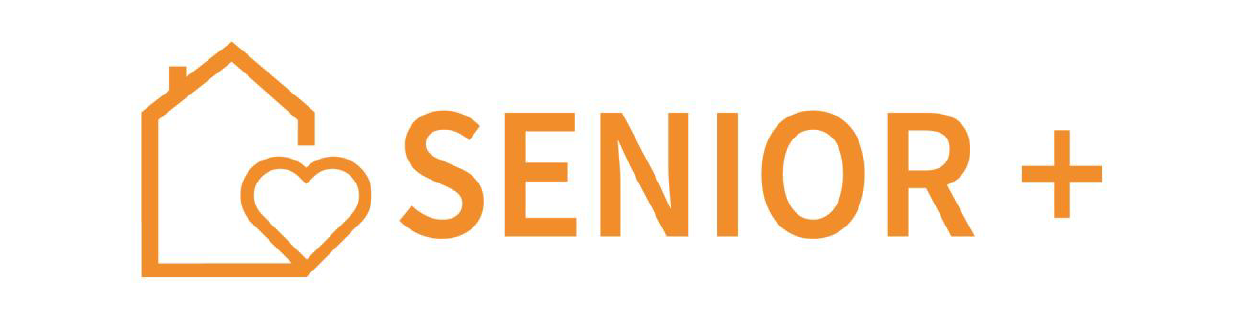 SENIOR +